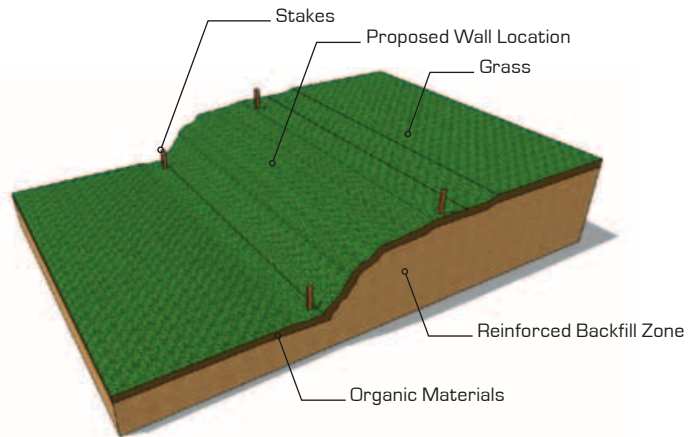 Stakes
Proposed Wall Location
Grass
Reinforced Backfill Zone
Organic Materials